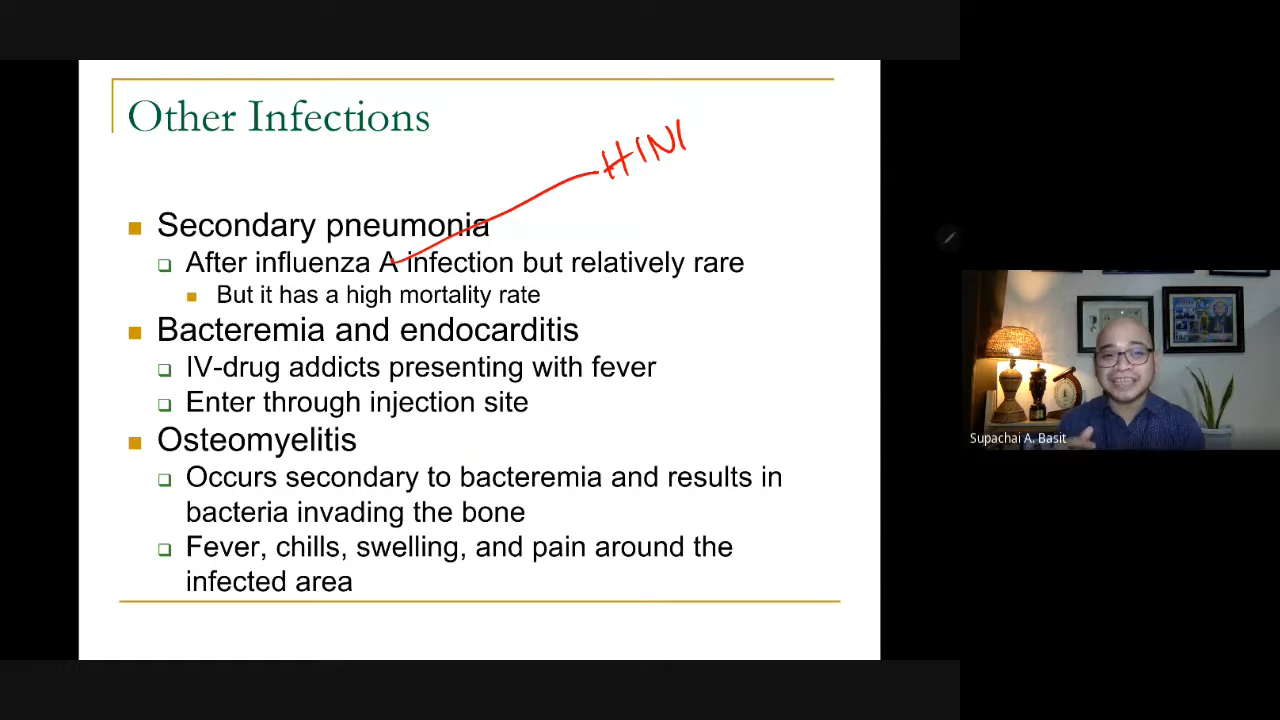 Other Infections
H1N1
Secondary pneumonia
After influenza A infection but relatively rare
But it has a high mortality rate
Bacteremia and endocarditis
IV-drug addicts presenting with fever
Enter through injection site
Osteomyelitis
Occurs secondary to bacteremia and results in
bacteria invading the bone
Fever, chills, swelling, and pain around the
infected area
Supachai A. Basit